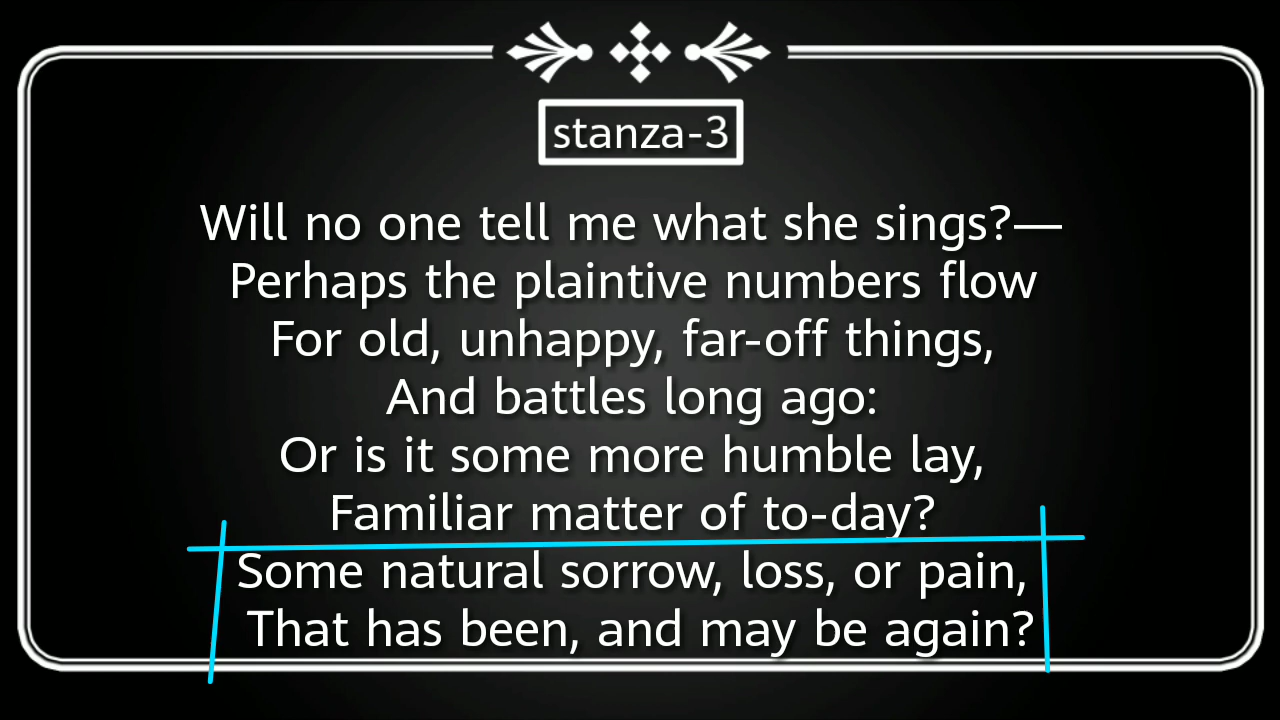 stanza-3
Will no one tell me what she sings?—
Perhaps the plaintive numbers flow
For old, unhappy, far-off things,
And battles long ago:
Or is it some more humble lay,
Familiar matter of to-day?
Some natural sorrow, loss, or pain,
That has been, and may be again?